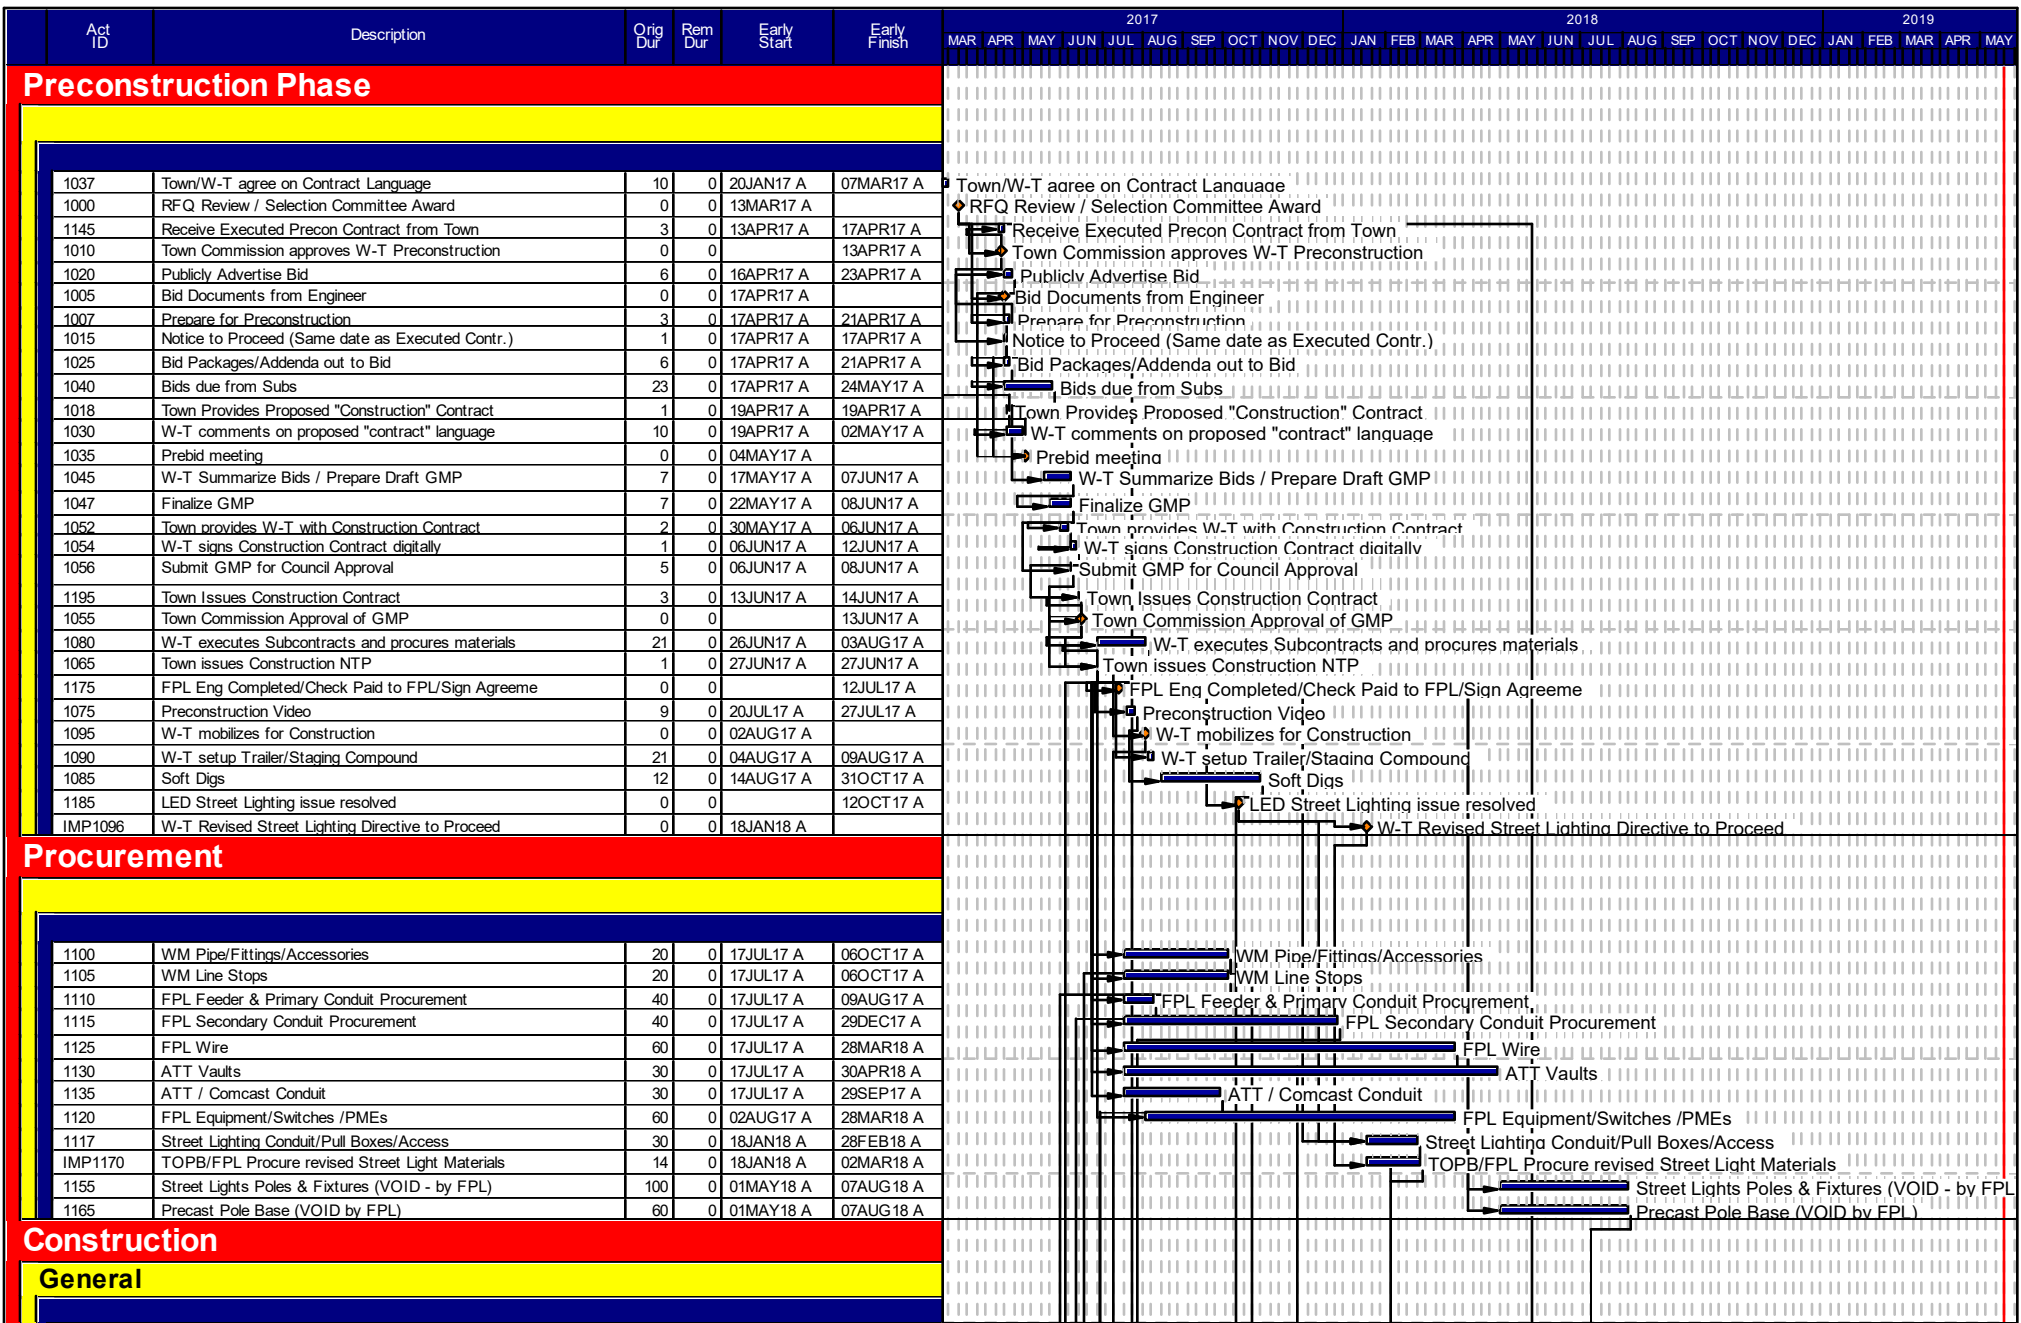 Act ID Description Orig Dur Rem Dur Early Start Early Finish
2017 2018 2019
MAR APR MAY JUN JUL AUG SEP OCT NOV DEC JAN FEB MAR APR MAY JUN JUL AUG SEP OCT NOV DEC JAN FEB MAR APR MAY
Preconstruction Phase
1037 Town/W-T agree on Contract Language 10 0 20JAN17 A 07MAR17 A Town/W-T agree on Contract Language
1000 RFQ Review / Selection Committee Award 0 0 13MAR17 A RFQ Review / Selection Committee Award
1145 Receive Executed Precon Contract from Town 3 0 13APR17 A 17APR17 A Receive Executed Precon Contract from Town
1010 Town Commission approves W-T Preconstruction 0 0 13APR17 A Town Commission approves W-T Preconstruction
1020 Publicly Advertise Bid 6 0 16APR17 A 23APR17 A Publicly Advertise Bid
1005 Bid Documents from Engineer 0 0 17APR17 A Bid Documents from Engineer
1007 Prepare for Preconstruction 3 0 17APR17 A 21APR17 A Prepare for Preconstruction
1015 Notice to Proceed (Same date as Executed Contr.) 1 0 17APR17 A 17APR17 A Notice to Proceed (Same date as Executed Contr.)
1025 Bid Packages/Addenda out to Bid 6 0 17APR17 A 21APR17 A Bid Packages/Addenda out to Bid
1040 Bids due from Subs 23 0 17APR17 A 24MAY17 A Bids due from Subs
1018 Town Provides Proposed "Construction" Contract 1 0 19APR17 A 19APR17 A Town Provides Proposed "Construction" Contract
1030 W-T comments on proposed "contract" language 10 0 19APR17 A 02MAY17 A W-T comments on proposed "contract" language
1035 Prebid meeting 0 0 04MAY17 A Prebid meeting
1045 W-T Summarize Bids / Prepare Draft GMP 7 0 17MAY17 A 07JUN17 A W-T Summarize Bids / Prepare Draft GMP
1047 Finalize GMP 7 0 22MAY17 A 08JUN17 A Finalize GMP
1052 Town provides W-T with Construction Contract 2 0 30MAY17 A 06JUN17 A Town provides W-T with Construction Contract
1054 W-T signs Construction Contract digitally 1 0 06JUN17 A 12JUN17 A W-T signs Construction Contract digitally
1056 Submit GMP for Council Approval 5 0 06JUN17 A 08JUN17 A Submit GMP for Council Approval
1195 Town Issues Construction Contract 3 0 13JUN17 A 14JUN17 A Town Issues Construction Contract
1055 Town Commission Approval of GMP 0 0 13JUN17 A Town Commission Approval of GMP
1080 W-T executes Subcontracts and procures materials 21 0 26JUN17 A 03AUG17 A W-T executes Subcontracts and procures materials
1065 Town issues Construction NTP 1 0 27JUN17 A 27JUN17 A Town issues Construction NTP
1175 FPL Eng Completed/Check Paid to FPL/Sign Agreeme 0 0 12JUL17 A FPL Eng Completed/Check Paid to FPL/Sign Agreeme
1075 Preconstruction Video 9 0 20JUL17 A 27JUL17 A Preconstruction Video
1095 W-T mobilizes for Construction 0 0 02AUG17 A W-T mobilizes for Construction
1090 W-T setup Trailer/Staging Compound 21 0 04AUG17 A 09AUG17 A W-T setup Trailer/Staging Compound
1085 Soft Digs 12 0 14AUG17 A 31OCT17 A Soft Digs
1185 LED Street Lighting issue resolved 0 0 12OCT17 A LED Street Lighting issue resolved
IMP1096 W-T Revised Street Lighting Directive to Proceed 0 0 18JAN18 A W-T Revised Street Lighting Directive to Proceed
Procurement
1100 WM Pipe/Fittings/Accessories 20 0 17JUL17 A 06OCT17 A WM Pipe/Fittings/Accessories
1105 WM Line Stops 20 0 17JUL17 A 06OCT17 A WM Line Stops
1110 FPL Feeder & Primary Conduit Procurement 40 0 17JUL17 A 09AUG17 A FPL Feeder & Primary Conduit Procurement
1115 FPL Secondary Conduit Procurement 40 0 17JUL17 A 29DEC17 A FPL Secondary Conduit Procurement
1125 FPL Wire 60 0 17JUL17 A 28MAR18 A FPL Wire
1130 ATT Vaults 30 0 17JUL17 A 30APR18 A ATT Vaults
1135 ATT / Comcast Conduit 30 0 17JUL17 A 29SEP17 A ATT / Comcast Conduit
1120 FPL Equipment/Switches /PMEs 60 0 02AUG17 A 28MAR18 A FPL Equipment/Switches /PMEs
1117 Street Lighting Conduit/Pull Boxes/Access 30 0 18JAN18 A 28FEB18 A Street Lighting Conduit/Pull Boxes/Access
IMP1170 TOPB/FPL Procure revised Street Light Materials 14 0 18JAN18 A 02MAR18 A TOPB/FPL Procure revised Street Light Materials
1155 Street Lights Poles & Fixtures (VOID - by FPL) 100 0 01MAY18 A 07AUG18 A Street Lights Poles & Fixtures (VOID - by FPL
1165 Precast Pole Base (VOID by FPL) 60 0 01MAY18 A 07AUG18 A Precast Pole Base (VOID by FPL)
Construction
General